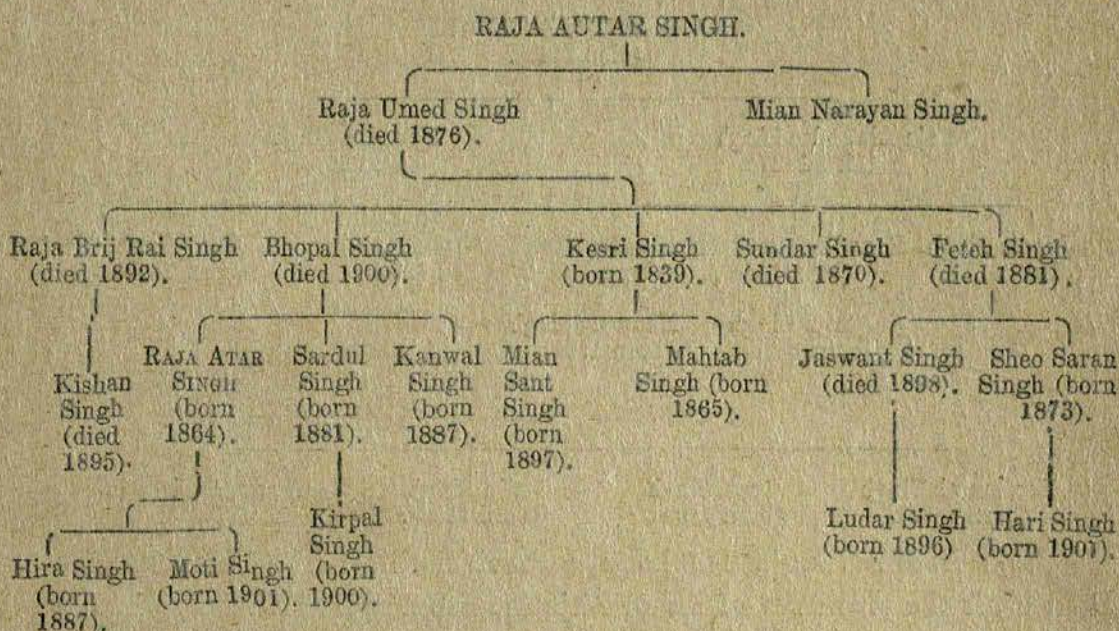 RAJA AUTAR SINGH.
Raja Umed Singh
(died 1876).
Mian Narayan Singh.
Raja Brij Rai Singh
(died 1892).
Bhopal Singh
(died 1900).
Kesri Singh
(born 1839).
Sundar Singh
(died 1870).
Feteh Singh
(died 1881).
Kishan
Singh
(died
1895).
RAJA ATAR
SINGH
(born
1864).
Sardul
Singh
(born
1881).
Kanwal
Singh
(born
1887).
Mian
Sant
Singh
(born
1897).
Mahtab
Singh (born
1865).
Jaswant Singh
(died 1898).
Sheo Saran
Singh (born
1873).
Hira Singh
(born
1887).
Moti Singh
(born 1901).
Kirpal
Singh
(born
1900).
Ludar Singh
(born 1896)
Hari Singh
(born 1901).